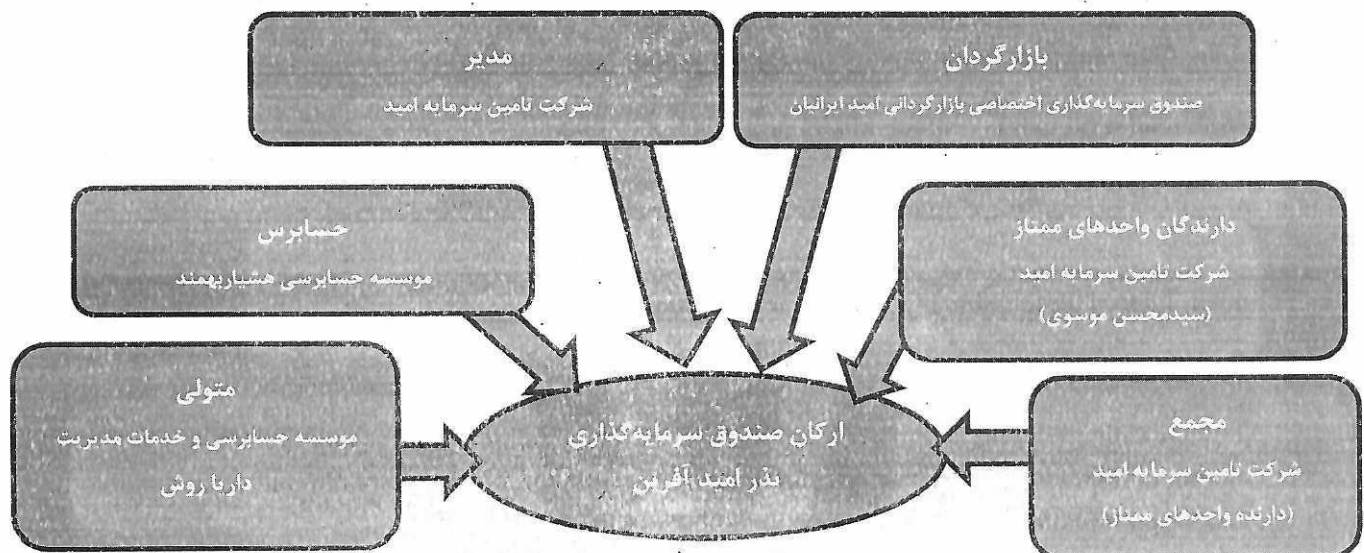 بازارگردان
صندوق سرمایه‌گذاری اختصاصی بازارگردانی امید ایرانیان
مدیر
شرکت تامین سرمایه امید
دارندگان واحدهای ممتاز
شرکت تامین سرمایه امید
(سیدمحسن موسوی)
حسابرس
موسسه حسابرسی هشیاربهمند
مجمع
شرکت تامین سرمایه امید
(دارنده واحدهای ممتاز)
متولی
موسسه حسابرسی و خدمات مدیریت
داریا روش
ارکان صندوق سرمایه‌گذاری
بذر امید آفرین